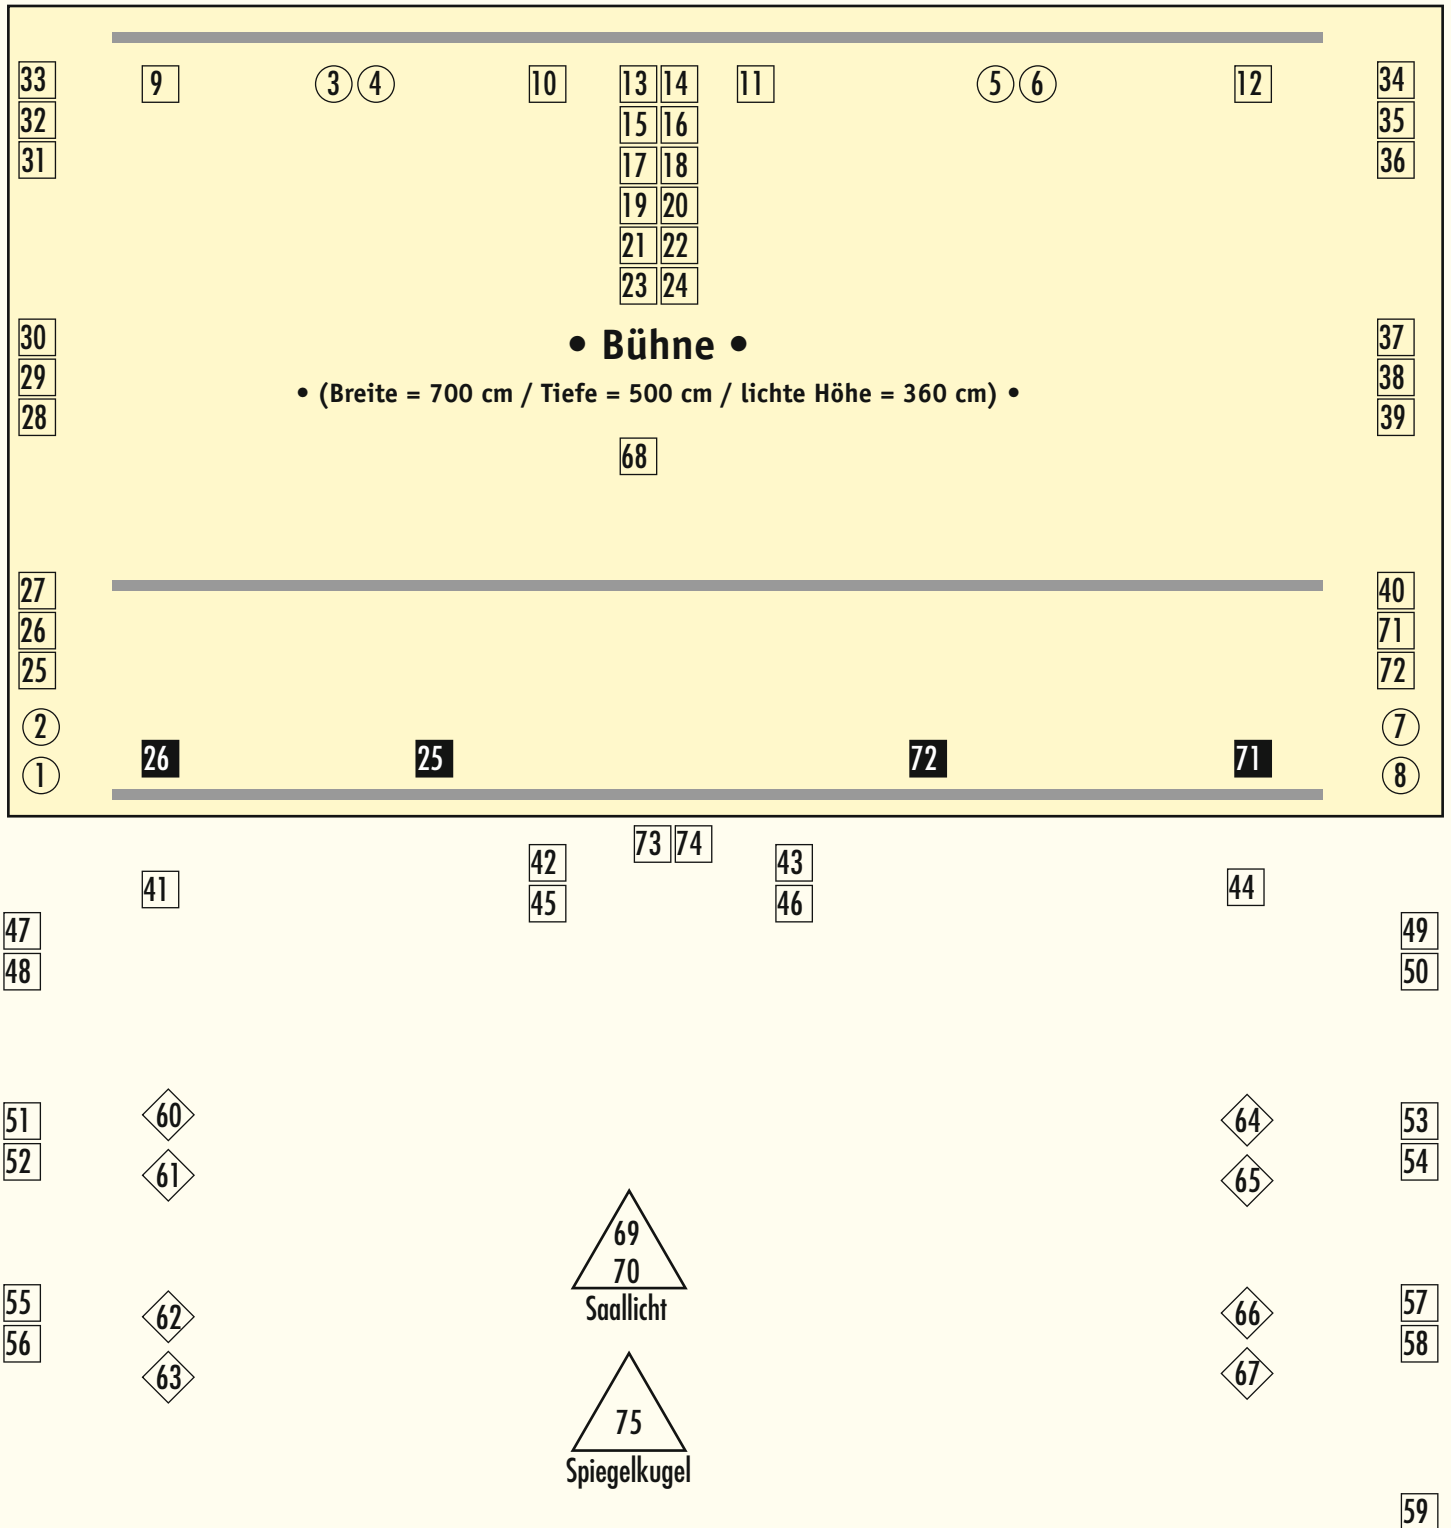 33 9 3 4 10 13 14 11 5 6 12 34
32 15 16 35
31 17 18 36
19 20
21 22
23 24
30 • Bühne • 37
29 • (Breite = 700 cm / Tiefe = 500 cm / lichte Höhe = 360 cm) • 38
28 39
68
27 40
26 71
25 72
2 7
26 25 72 71
1 8
73 74
42 43
41 44
45 46
47 49
48 50
51 60 64 53
52 61 65 54
69
70
55 62 Saallicht 66 57
56 58
63 67
75
Spiegelkugel
59